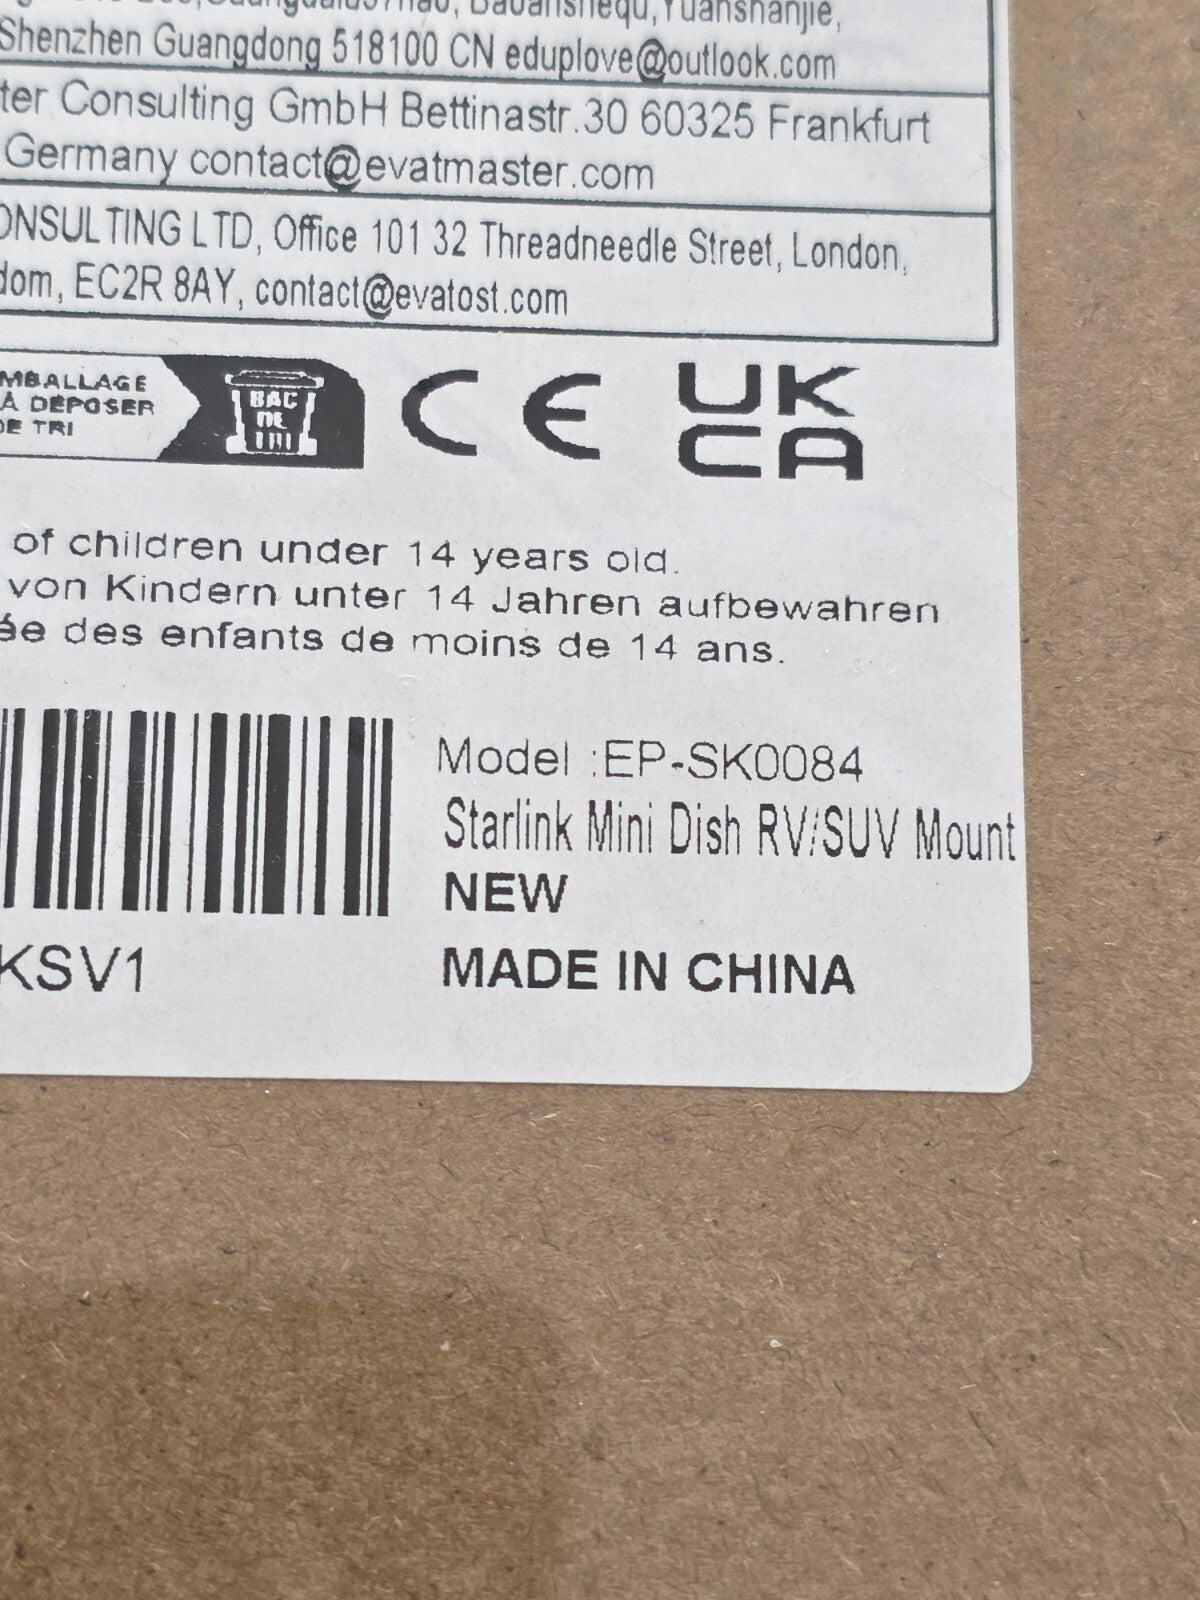 Baoanshequ, Yuanshanjie,
Shenzhen Guangdong 518100 CN eduplove@outlook.com
ter Consulting GmbH Bettinastr.30 60325 Frankfurt
Germany contact@evatmaster.com
ONSULTING LTD, Office 101 32 Threadneedle Street, London,
dom, EC2R 8AY, contact@evatost.com
MBALLAGE
À DÉPOSER
DE TRI
BAC
DE
TRI
CE
UK
CA
of children under 14 years old.
von Kindern unter 14 Jahren aufbewahren
ée des enfants de moins de 14 ans.
Model :EP-SK0084
Starlink Mini Dish RV/SUV Mount
NEW
KSV1
MADE IN CHINA